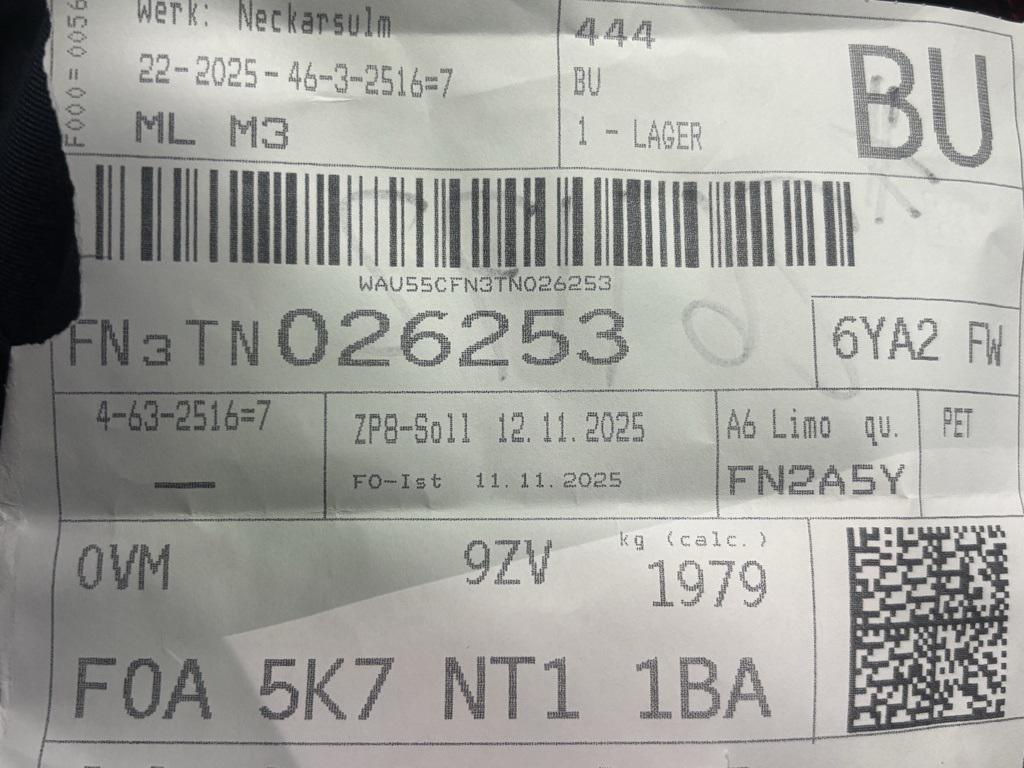 F000=0056
Werk: Neckarsulm
22-2025-46-3-2516=7
ML M3
444
BU
1 - LAGER
BU
WAU55CFN3TN026253
FN3TN026253
6YA2 FW
4-63-2516=7
ZP8-Soll 12.11.2025
FO-Ist 11.11.2025
A6 Limo qu.
FN2A5Y
PET
0VM
9ZV
kg (calc.)
1979
F0A 5K7 NT1 1BA